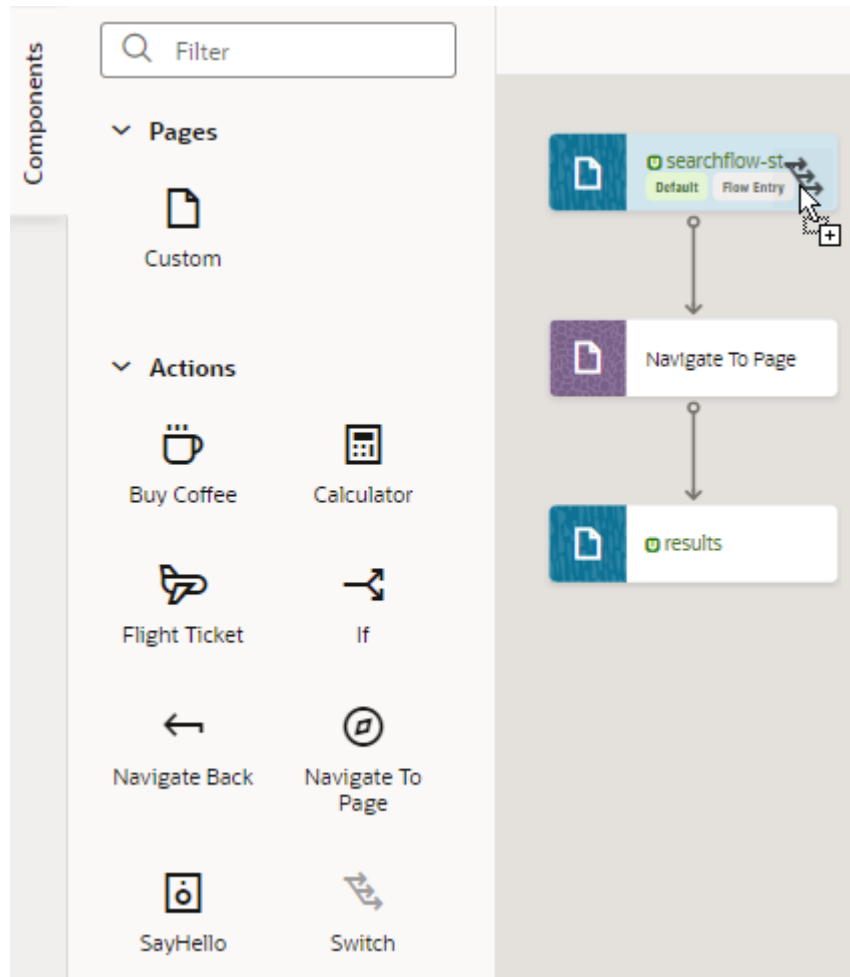 Components
Filter
Pages
Custom
Actions
Buy Coffee
Calculator
Flight Ticket
If
Navigate Back
Navigate To
Page
SayHello
Switch
searchflow-st
Default
Flow Entry
Navigate To Page
results